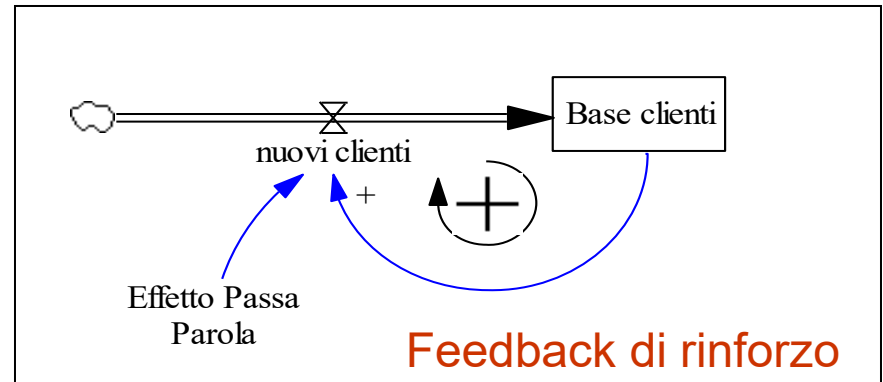 Base clienti
nuovi clienti
+
+
Effetto Passa
Parola
Feedback di rinforzo